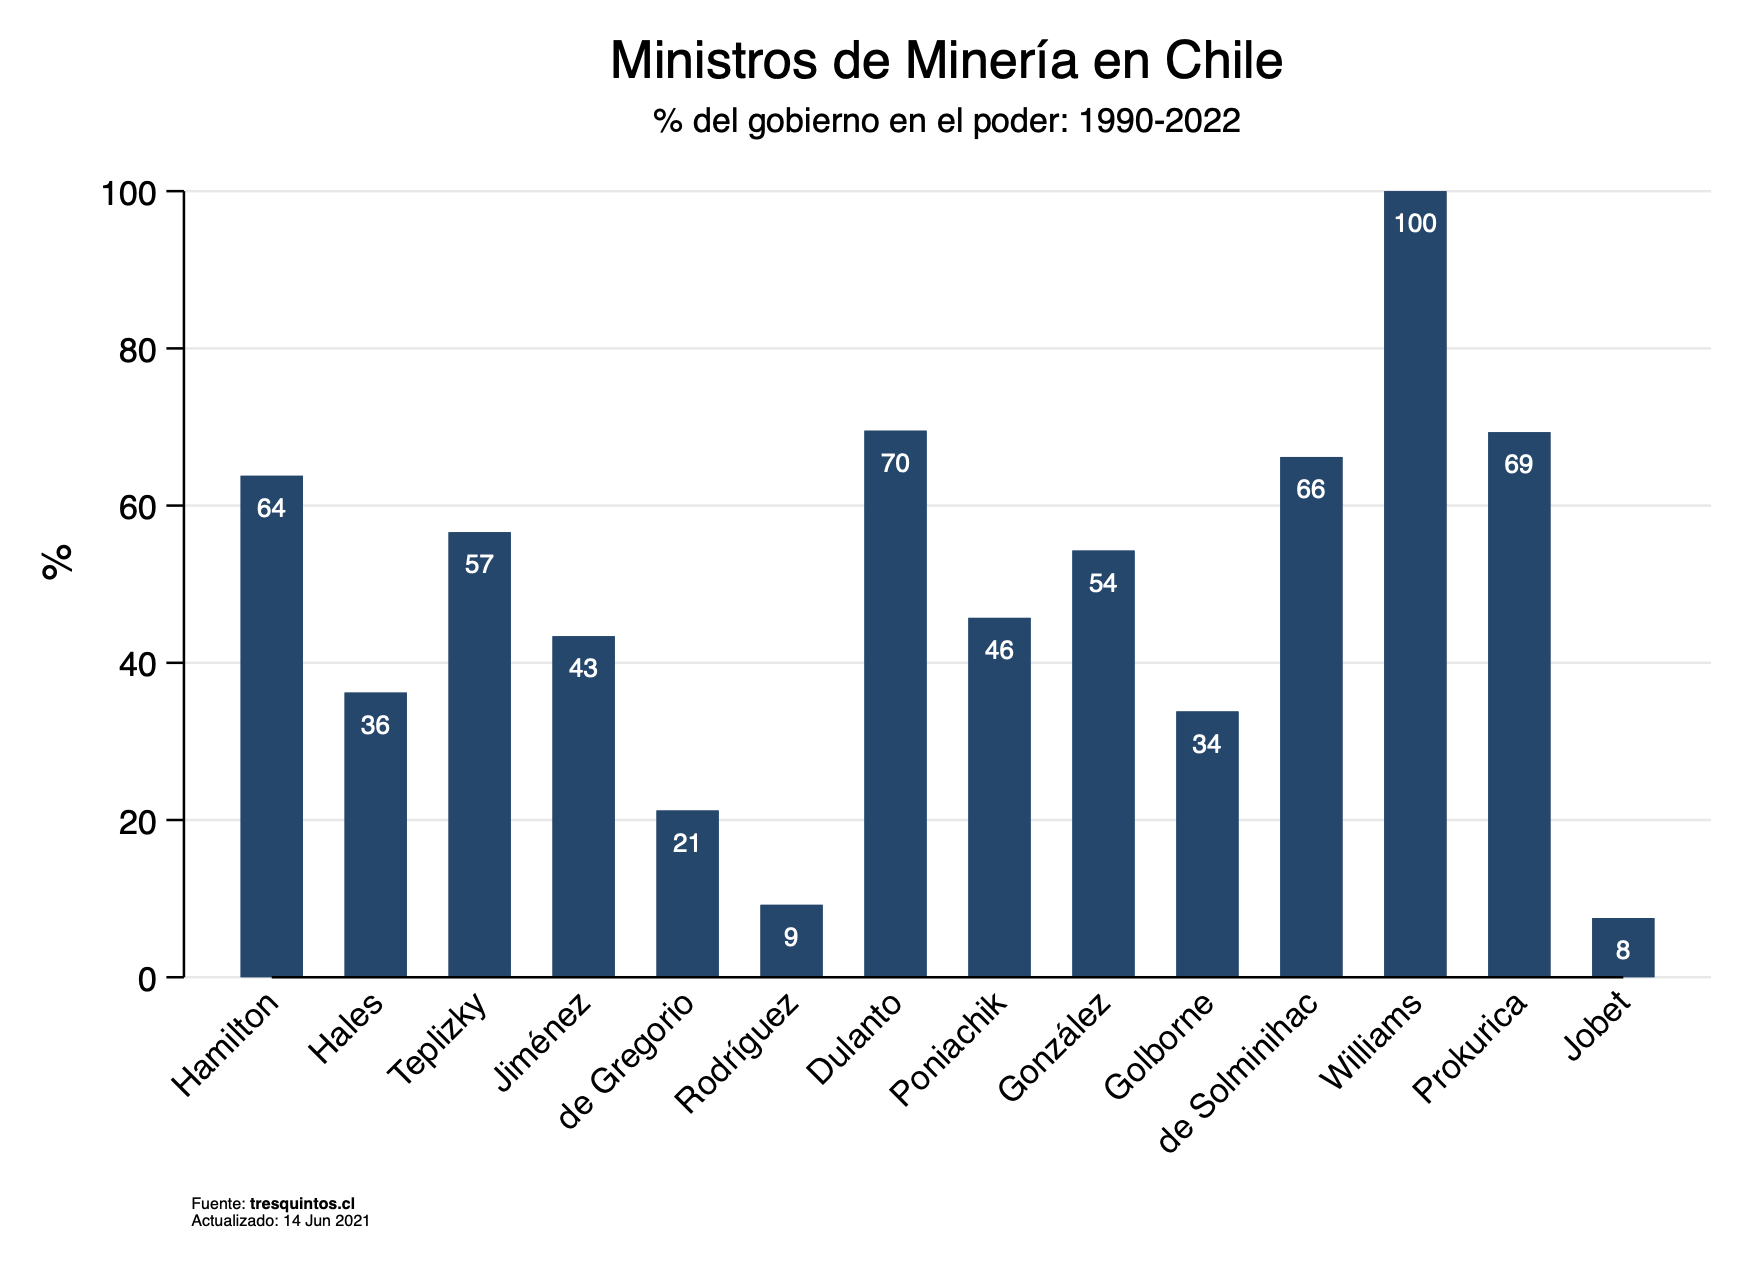 Ministros de Minería en Chile
% del gobierno en el poder: 1990-2022
%
100
80
60
40
20
0
64
36
57
43
21
9
70
46
54
34
66
100
69
8
Hamilton
Hales
Teplizky
Jiménez
de Gregorio
Rodríguez
Dulanto
Poniachik
González
Golborne
de Solminihac
Williams
Prokurica
Jobet
Fuente: tresquintos.cl
Actualizado: 14 Jun 2021